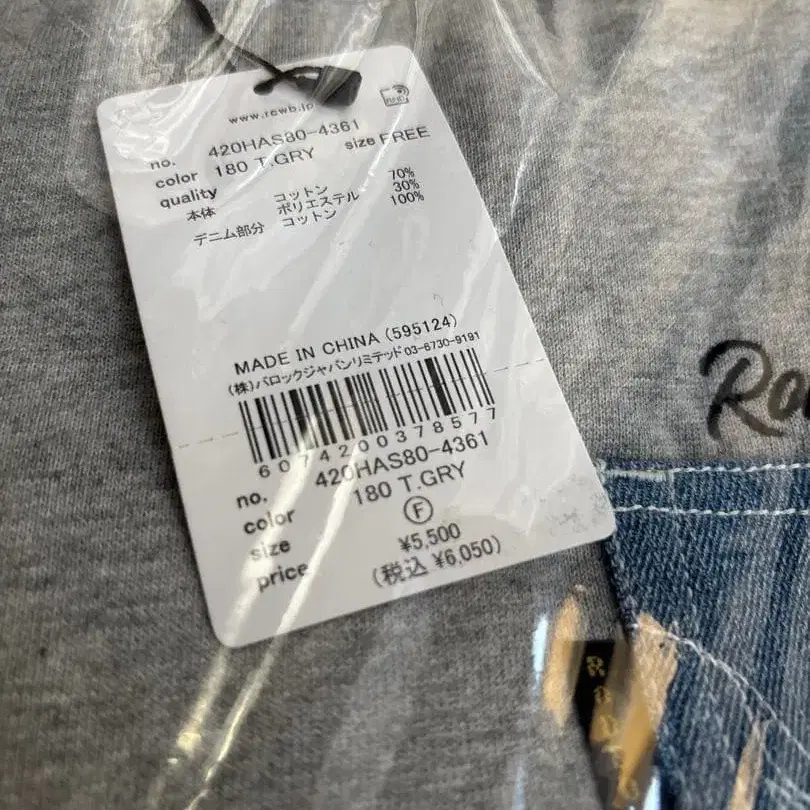 www.rcwb.jp
RFID
no. 420HAS80-4361
color 180 T.GRY size FREE
quality
本体 コットン 70%
ポリエステル 30%
デニム部分 コットン 100%
MADE IN CHINA (595124)
(株)バロックジャパンリミテッド 03-6730-9191
6074200378577
no. 420HAS80-4361
color 180 T.GRY
size F
price ¥5,500
(税込 ¥6,050)